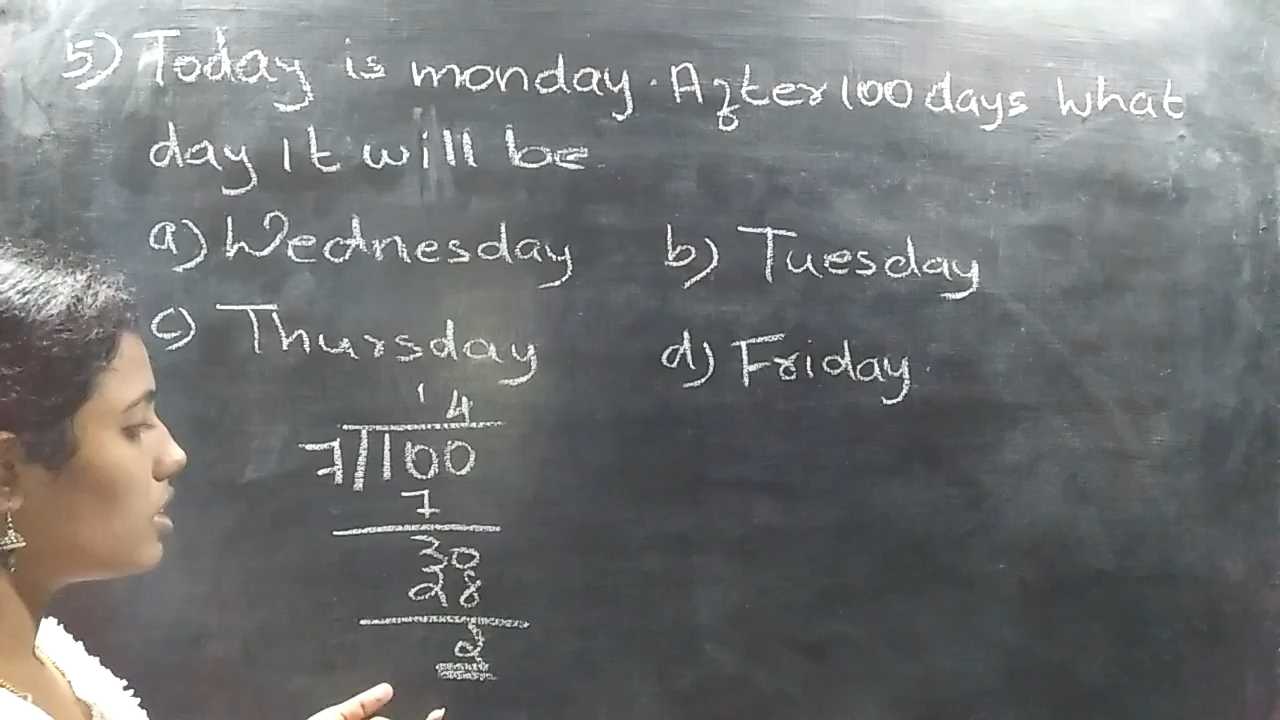 5) Today is monday. After 100 days what
day it will be
a) Wednesday b) Tuesday
c) Thursday d) Friday.
14
7 100
7
30
28
2